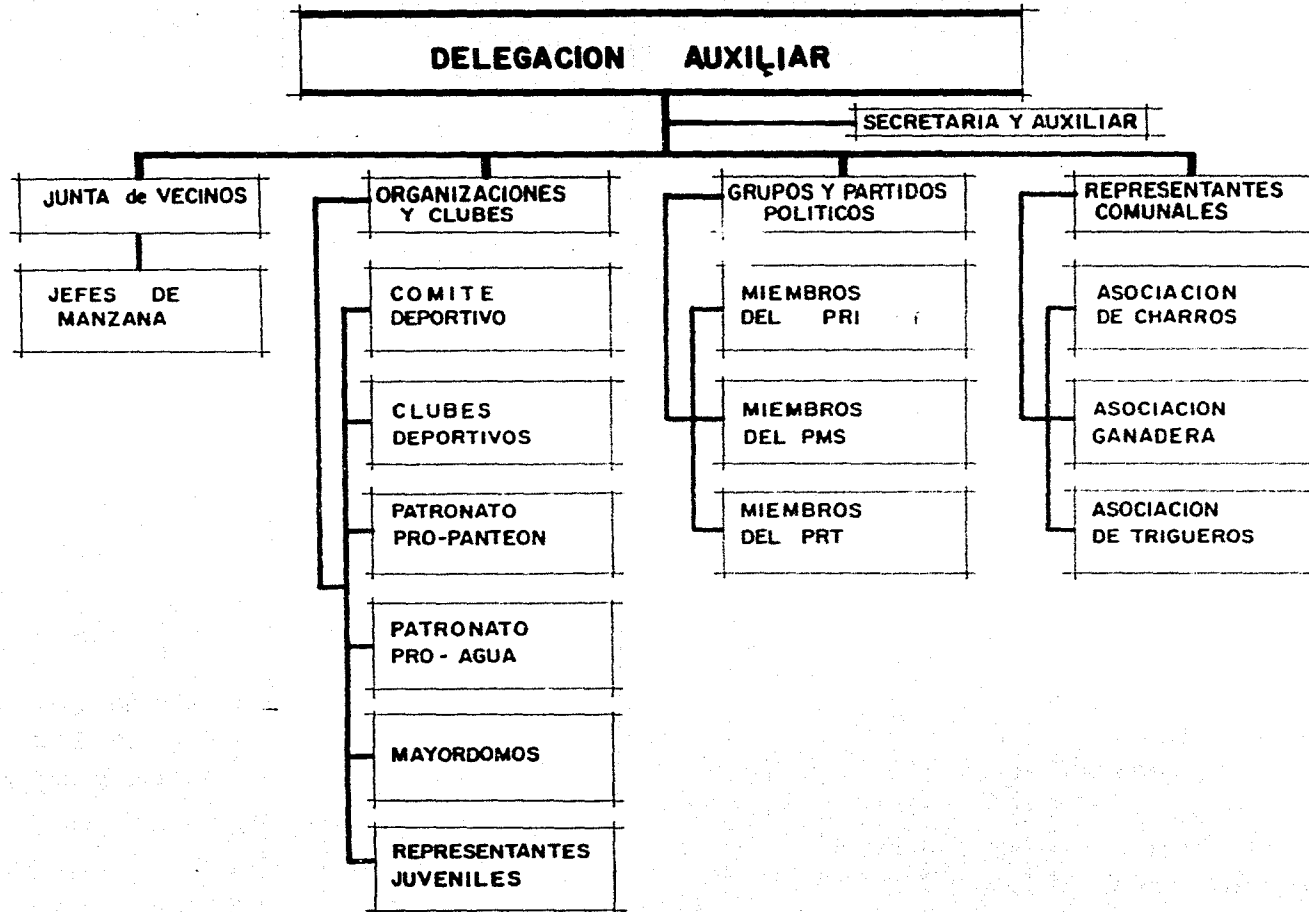 DELEGACION AUXILIAR
SECRETARIA Y AUXILIAR
JUNTA de VECINOS
JEFES DE
MANZANA
ORGANIZACIONES
Y CLUBES
COMITE
DEPORTIVO
CLUBES
DEPORTIVOS
PATRONATO
PRO-PANTEON
PATRONATO
PRO - AGUA
MAYORDOMOS
REPRESENTANTES
JUVENILES
GRUPOS Y PARTIDOS
POLITICOS
MIEMBROS
DEL PRI
MIEMBROS
DEL PMS
MIEMBROS
DEL PRT
REPRESENTANTES
COMUNALES
ASOCIACION
DE CHARROS
ASOCIACION
GANADERA
ASOCIACION
DE TRIGUEROS